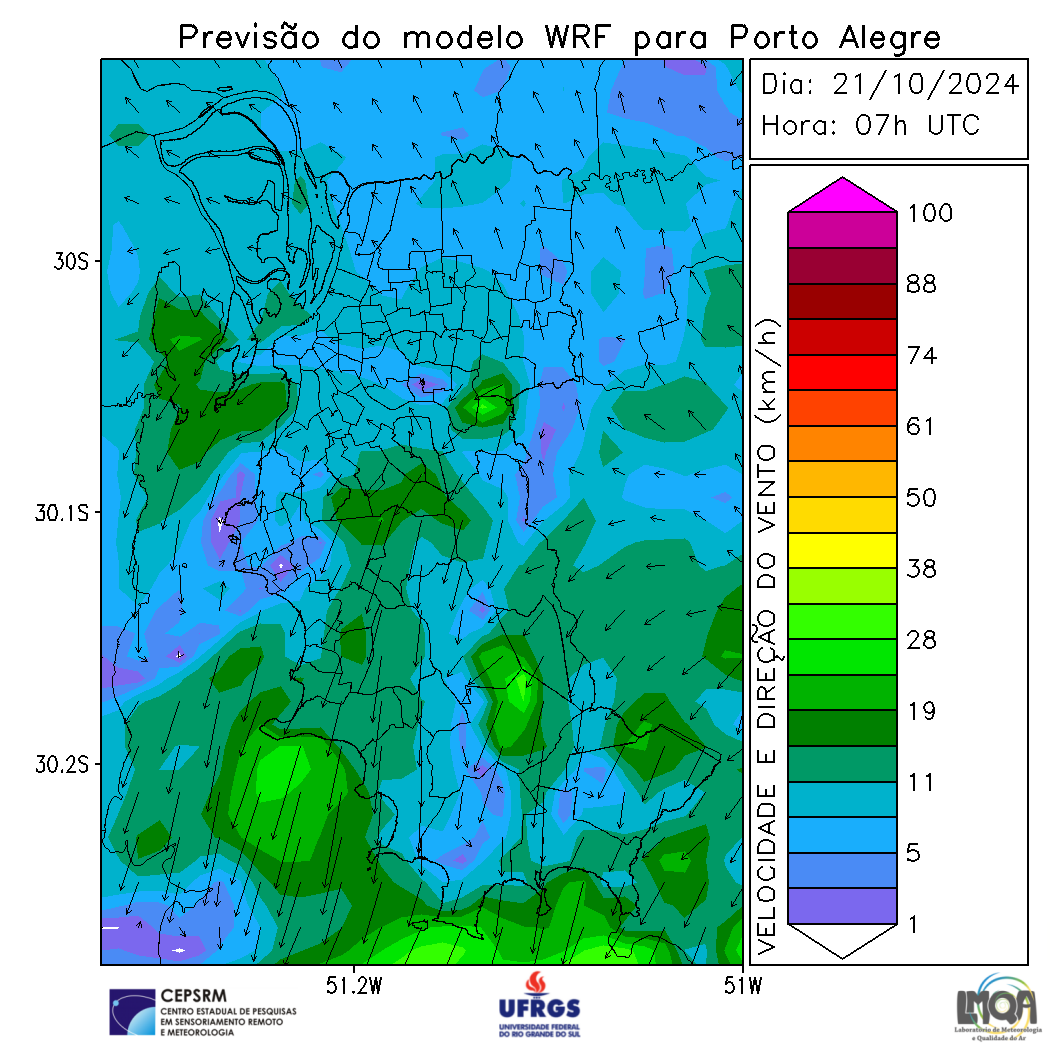 Previsão do modelo WRF para Porto Alegre
Dia: 21/10/2024
Hora: 07h UTC
30S
30.1S
30.2S
51.2W
51W
VELOCIDADE E DIREÇÃO DO VENTO (km/h)
100
88
74
61
50
38
28
19
11
5
1
CEPSRM
CENTRO ESTADUAL DE PESQUISAS
EM SENSORIAMENTO REMOTO
E METEOROLOGIA
UFRGS
UNIVERSIDADE FEDERAL
DO RIO GRANDE DO SUL
LMQA
Laboratório de Meteorologia
e Qualidade do Ar